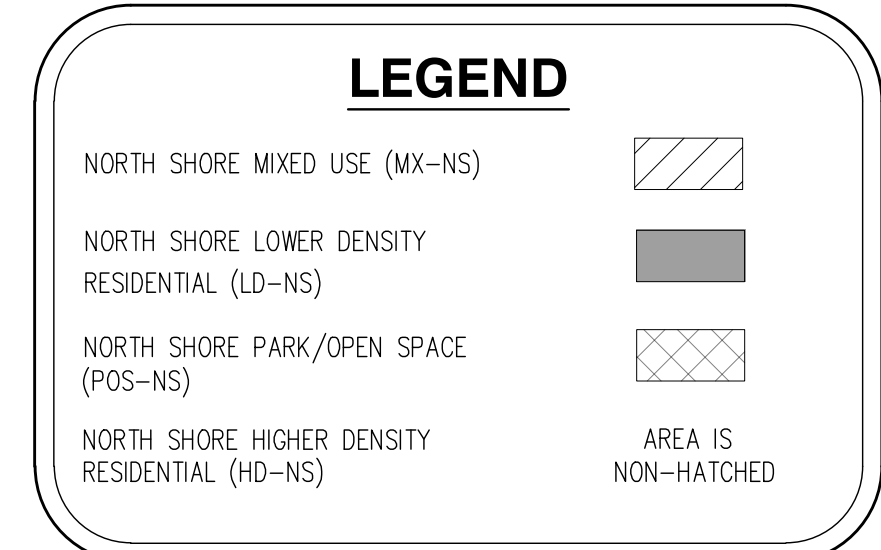 LEGEND
NORTH SHORE MIXED USE (MX-NS)
NORTH SHORE LOWER DENSITY
RESIDENTIAL (LD-NS)
NORTH SHORE PARK/OPEN SPACE
(POS-NS)
NORTH SHORE HIGHER DENSITY
RESIDENTIAL (HD-NS)
AREA IS
NON-HATCHED